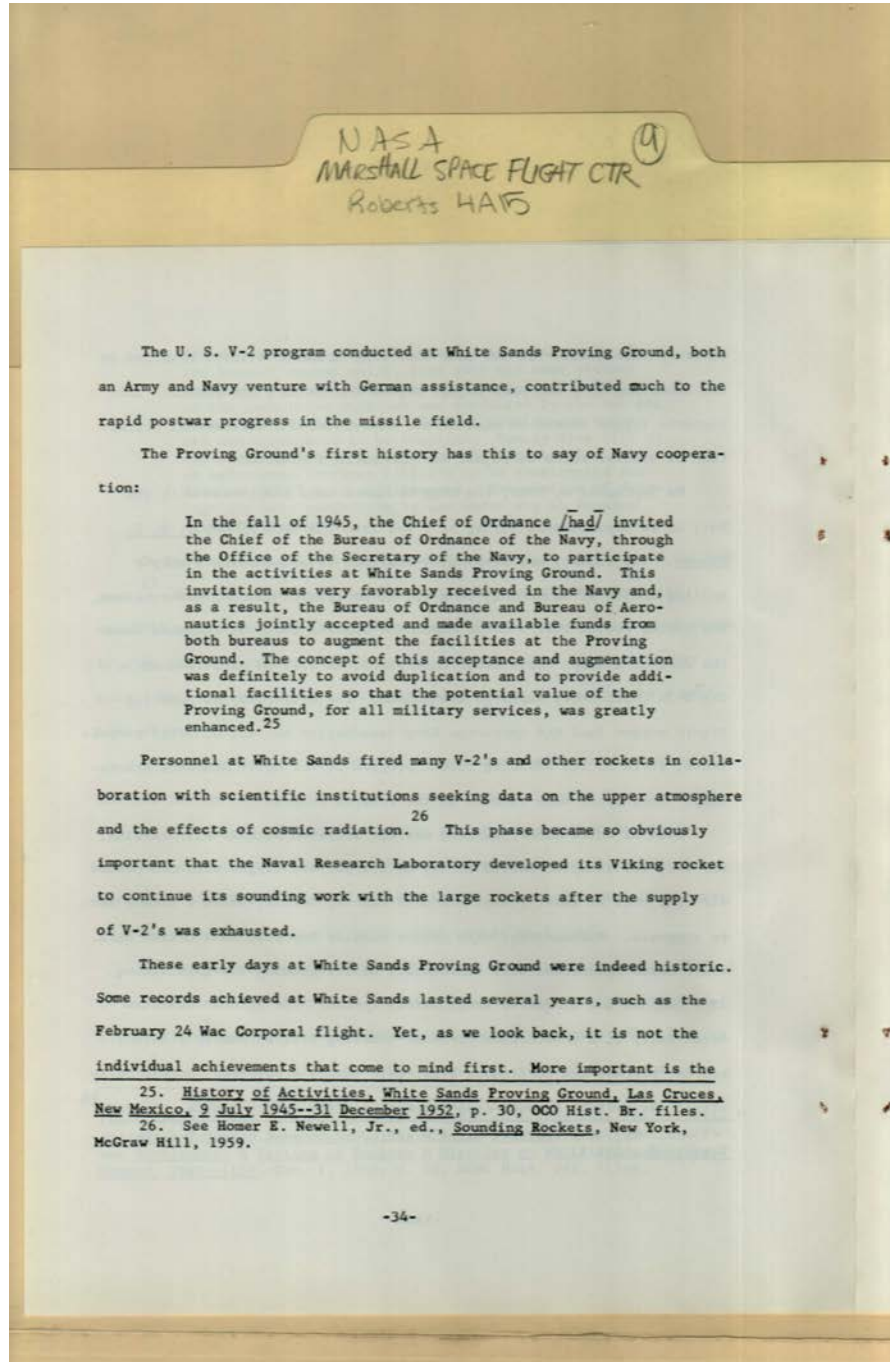 NASA 9
MARSHALL SPACE FLIGHT CTR
Roberts
The U. S. V-2 program conducted at White Sands Proving Ground, both
an Army and Navy venture with German assistance, contributed much to the
rapid postwar progress in the missile field.
The Proving Ground's first history has this to say of Navy coopera-
tion:
In the fall of 1945, the Chief of Ordnance /had/ invited
the Chief of the Bureau of Ordnance of the Navy, through
the Office of the Secretary of the Navy, to participate
in the activities at White Sands Proving Ground. This
invitation was very favorably received in the Navy and,
as a result, the Bureau of Ordnance and Bureau of Aero-
nautics jointly accepted and made available funds from
both bureaus to augment the facilities at the Proving
Ground. The concept of this acceptance and augmentation
was definitely to avoid duplication and to provide addi-
tional facilities so that the potential value of the
Proving Ground, for all military services, was greatly
enhanced.25
Personnel at White Sands fired many V-2's and other rockets in colla-
boration with scientific institutions seeking data on the upper atmosphere
and the effects of cosmic radiation.26 This phase became so obviously
important that the Naval Research Laboratory developed its Viking rocket
to continue its sounding work with the large rockets after the supply
of V-2's was exhausted.
These early days at White Sands Proving Ground were indeed historic.
Some records achieved at White Sands lasted several years, such as the
February 24 Wac Corporal flight. Yet, as we look back, it is not the
individual achievements that come to mind first. More important is the
25. History of Activities, White Sands Proving Ground, Las Cruces,
New Mexico, 9 July 1945--31 December 1952, p. 30, OCO Hist. Br. files.
26. See Homer E. Newell, Jr., ed., Sounding Rockets, New York,
McGraw Hill, 1959.
-34-